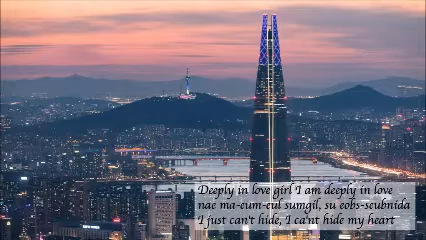 Deeply in love girl I am deeply in love
nae ma-eum-eul sumgil, su eobs-seubnida
I just can't hide, I ca'nt hide my heart